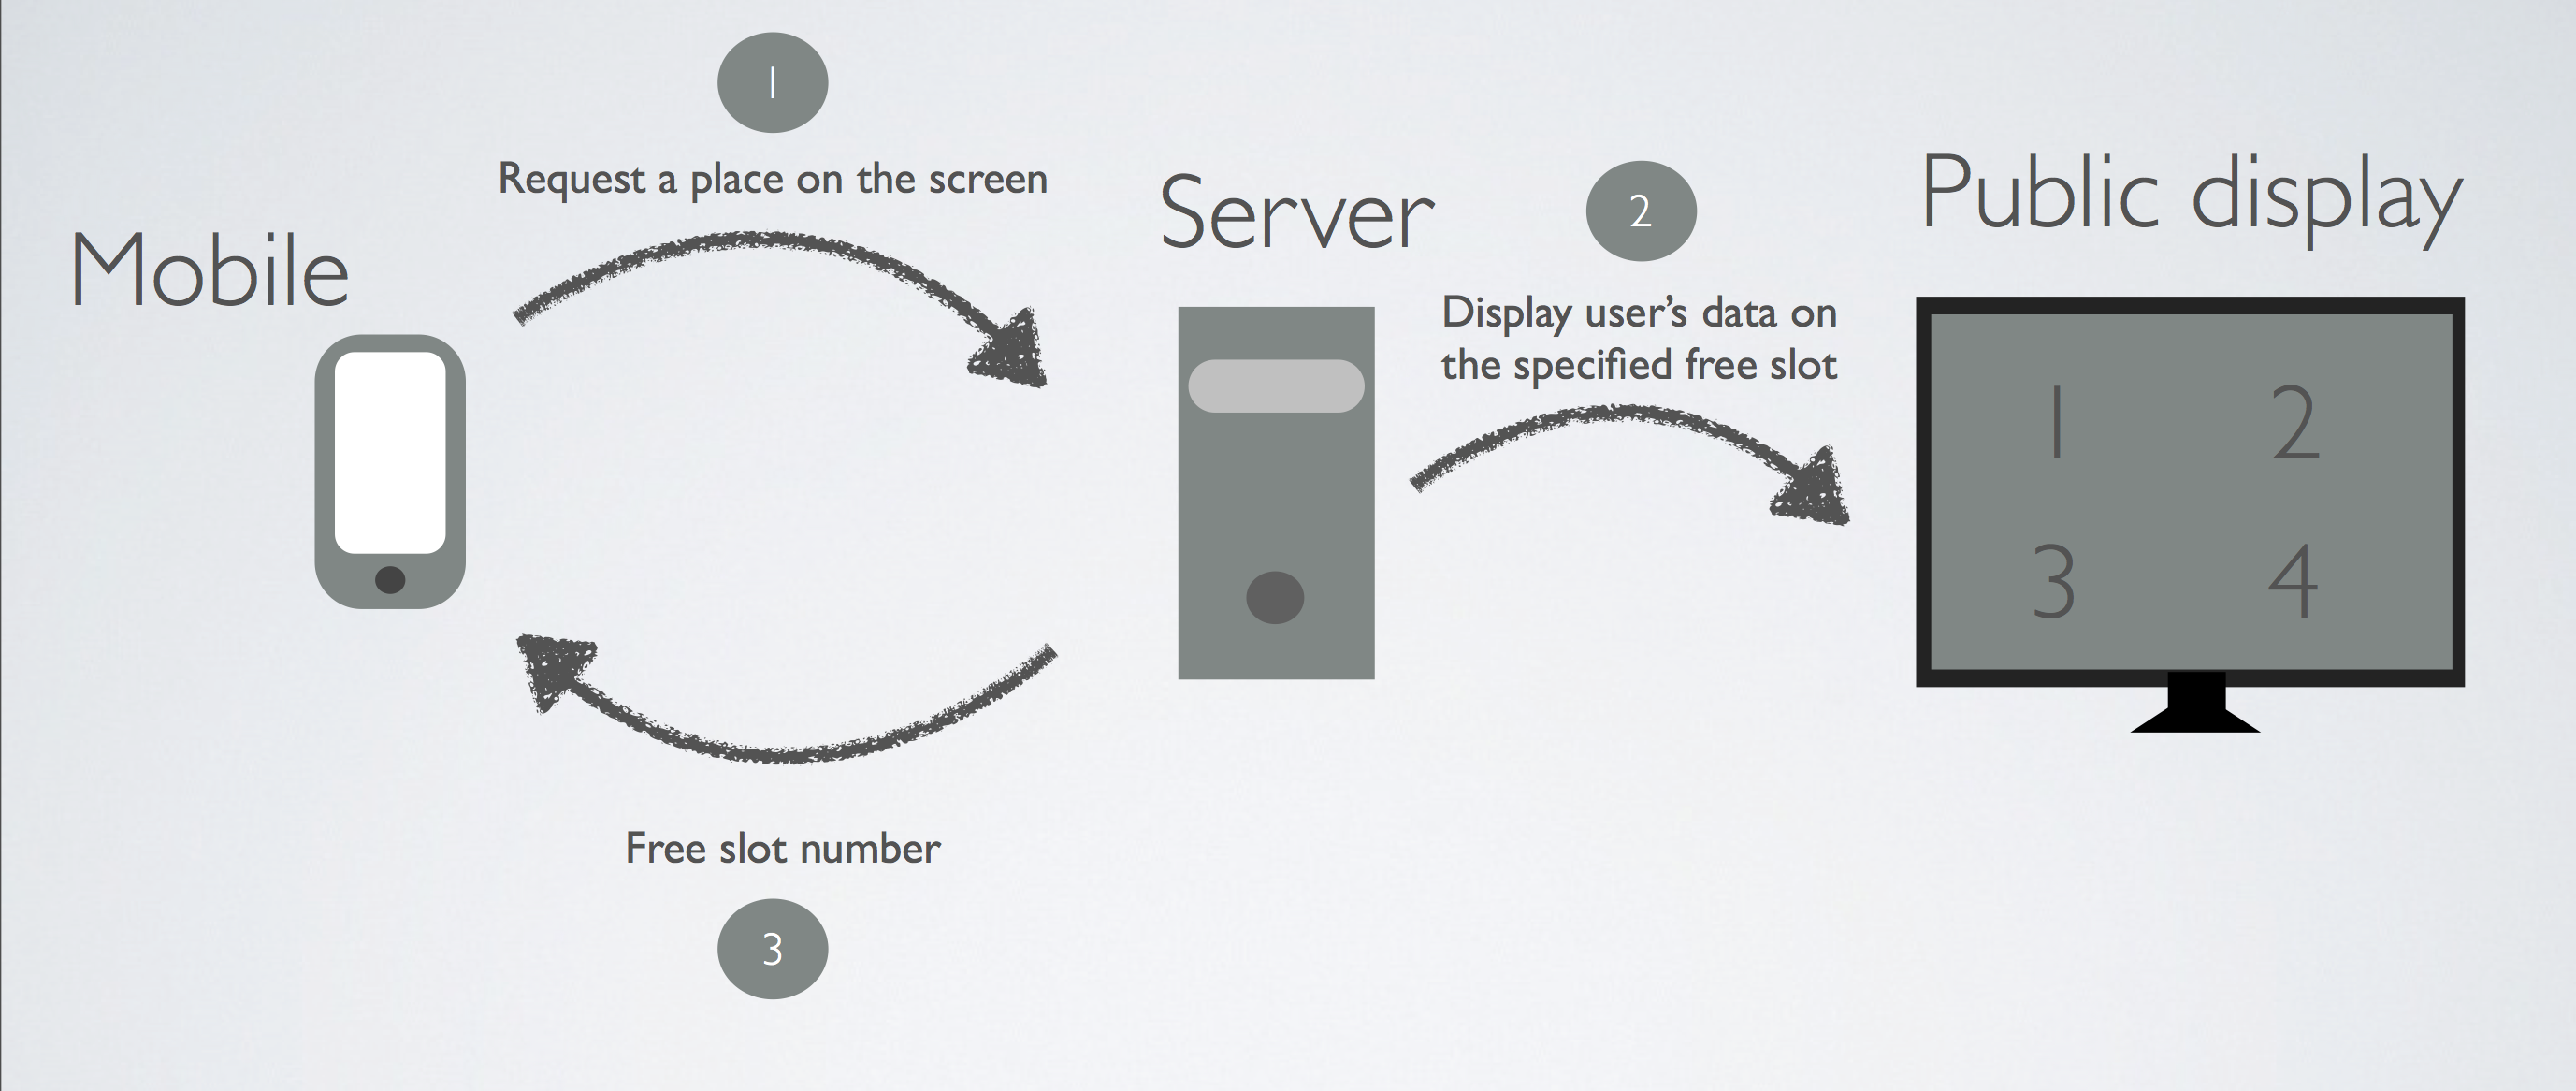 1
Request a place on the screen
Mobile
Server
2
Display user’s data on
the specified free slot
Public display
1 2
3 4
Free slot number
3